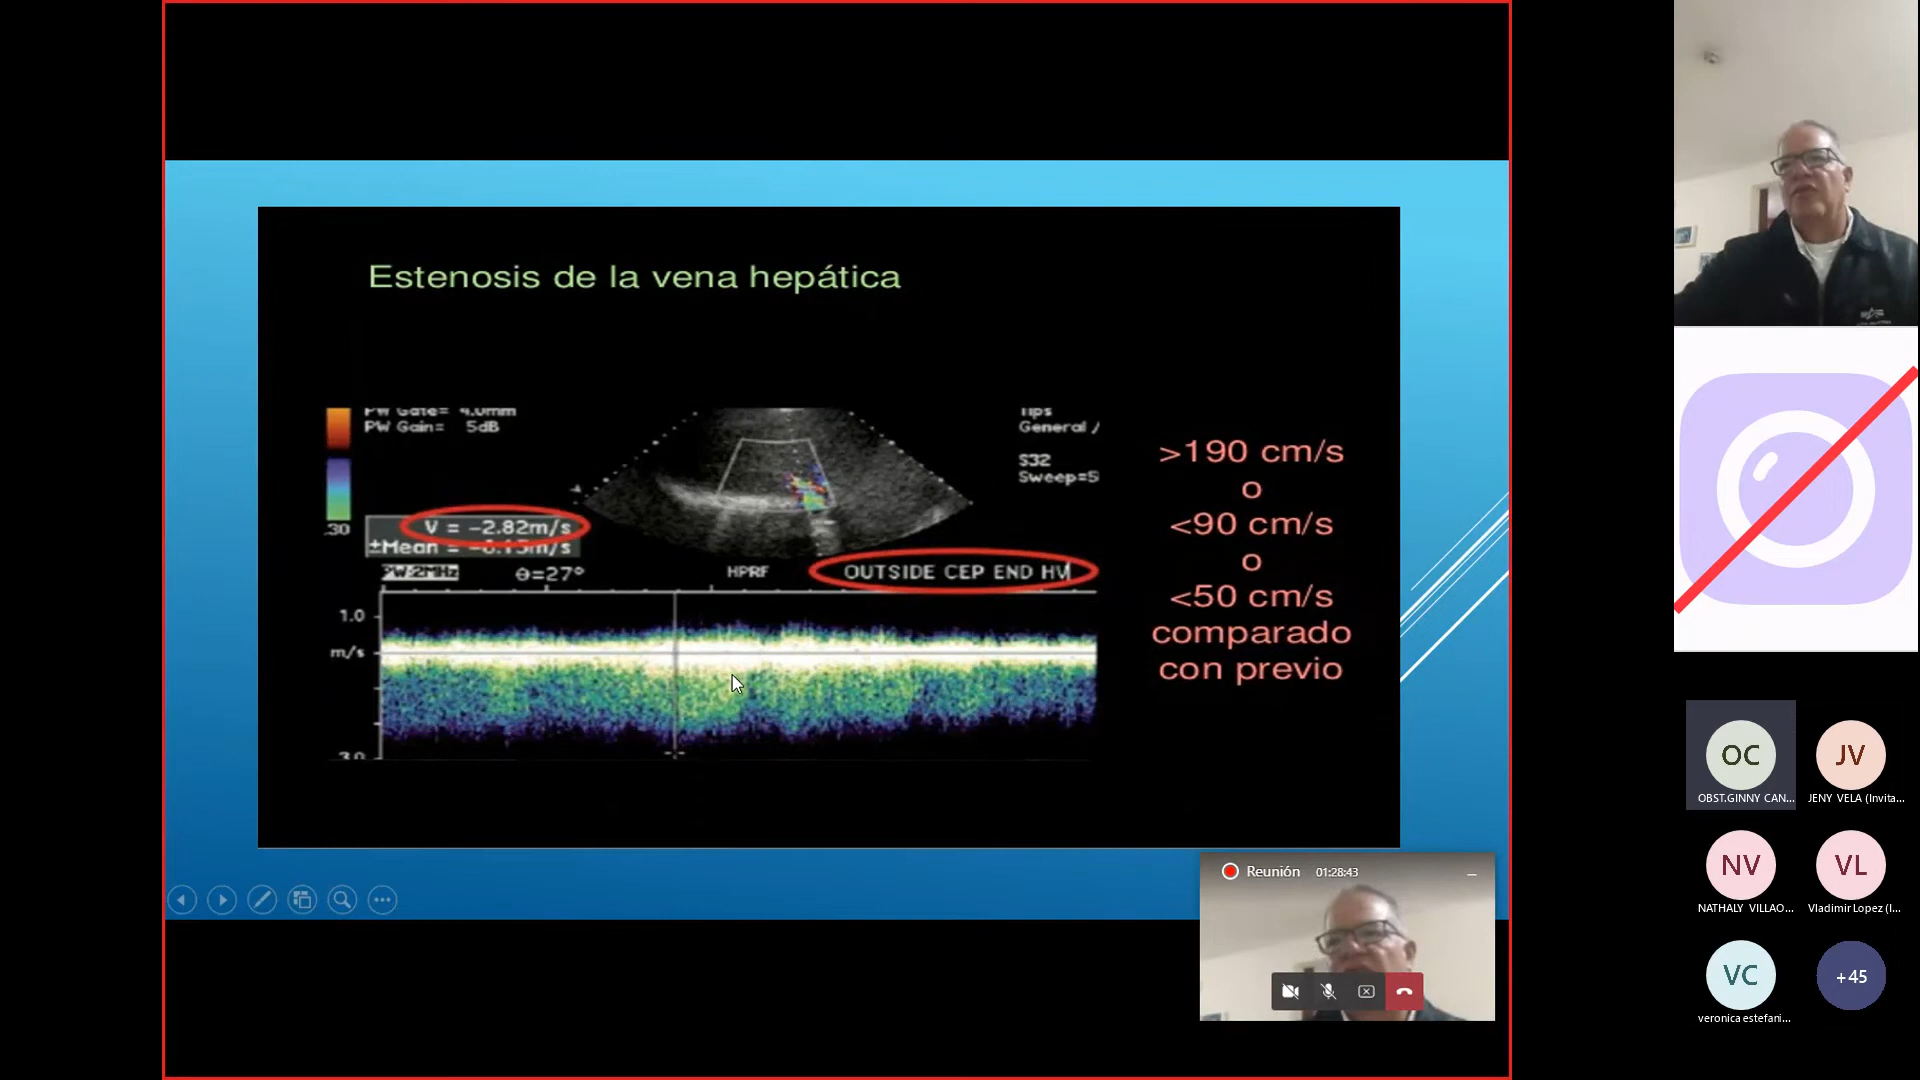 Estenosis de la vena hepática
PW Gate= 4.0mm
PW Gain= 5dB
Tips
General /
S32
Sweep=5
.30
V = -2.82m/s
±Mean = -0.15m/s
PW:2MHz
θ=27°
HPRF
OUTSIDE CEP END HV
1.0
m/s
3.0
>190 cm/s
o
<90 cm/s
o
<50 cm/s
comparado
con previo
Reunión 01:28:43
OC
OBST.GINNY CAN...
JV
JENY VELA (Invita...
NV
NATHALY VILLAO...
VL
Vladimir Lopez (I...
VC
veronica estefani...
+45